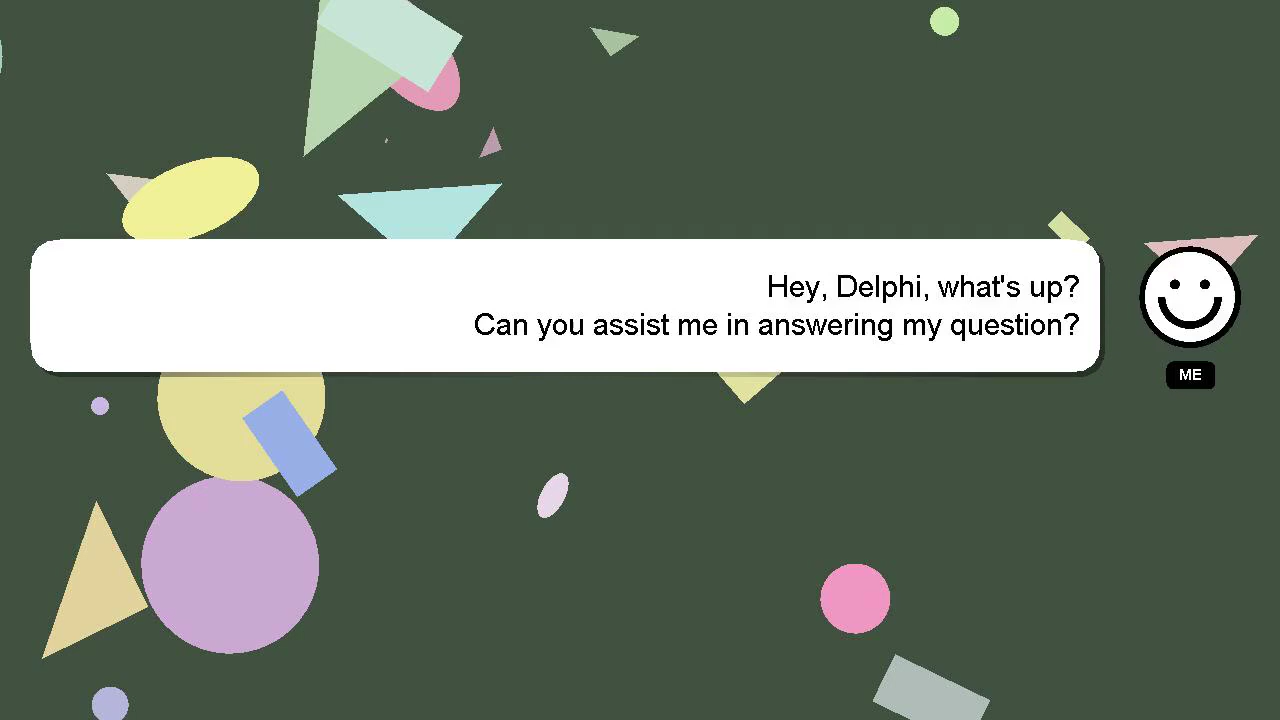 Hey, Delphi, what's up?
Can you assist me in answering my question?
ME